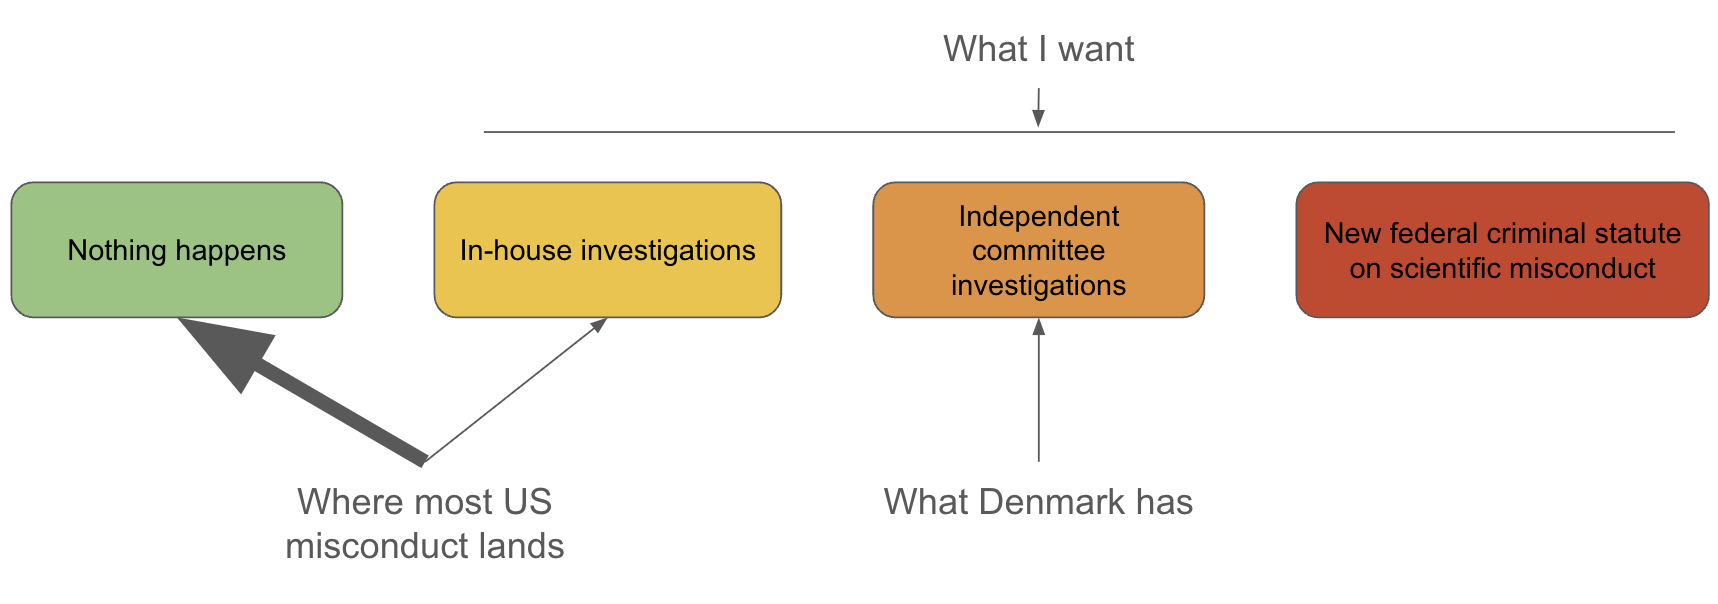 What I want
Nothing happens
In-house investigations
Independent
committee
investigations
New federal criminal statute
on scientific misconduct
Where most US
misconduct lands
What Denmark has